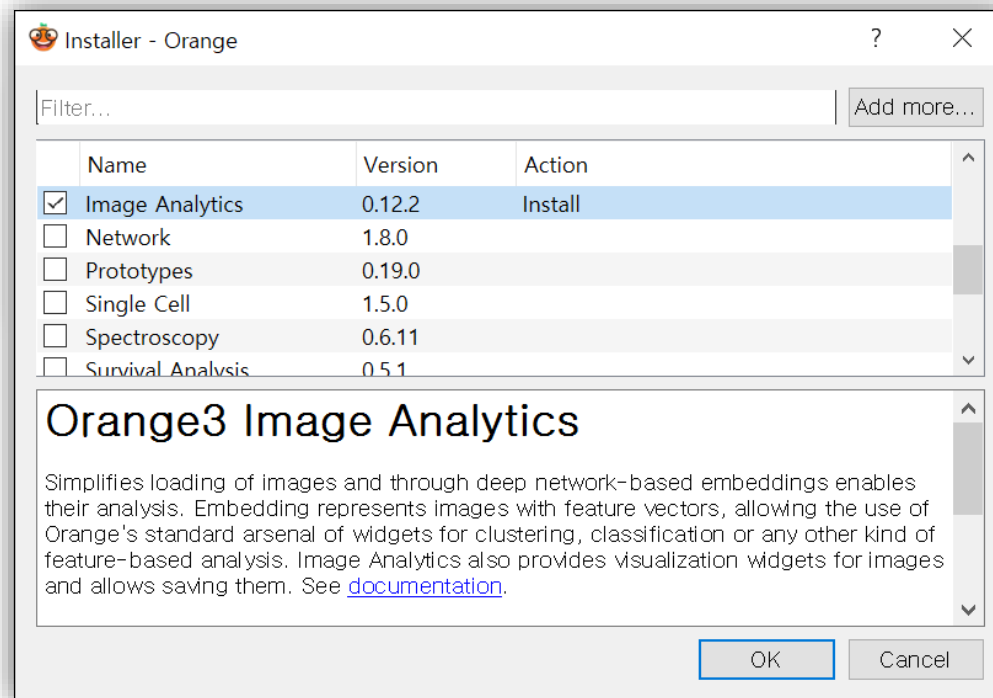 Installer - Orange
Filter...
Add more...
Name Version Action
Image Analytics 0.12.2 Install
Network 1.8.0
Prototypes 0.19.0
Single Cell 1.5.0
Spectroscopy 0.6.11
Survival Analysis 0.5.1
Orange3 Image Analytics
Simplifies loading of images and through deep network-based embeddings enables
their analysis. Embedding represents images with feature vectors, allowing the use of
Orange's standard arsenal of widgets for clustering, classification or any other kind of
feature-based analysis. Image Analytics also provides visualization widgets for images
and allows saving them. See documentation.
OK Cancel